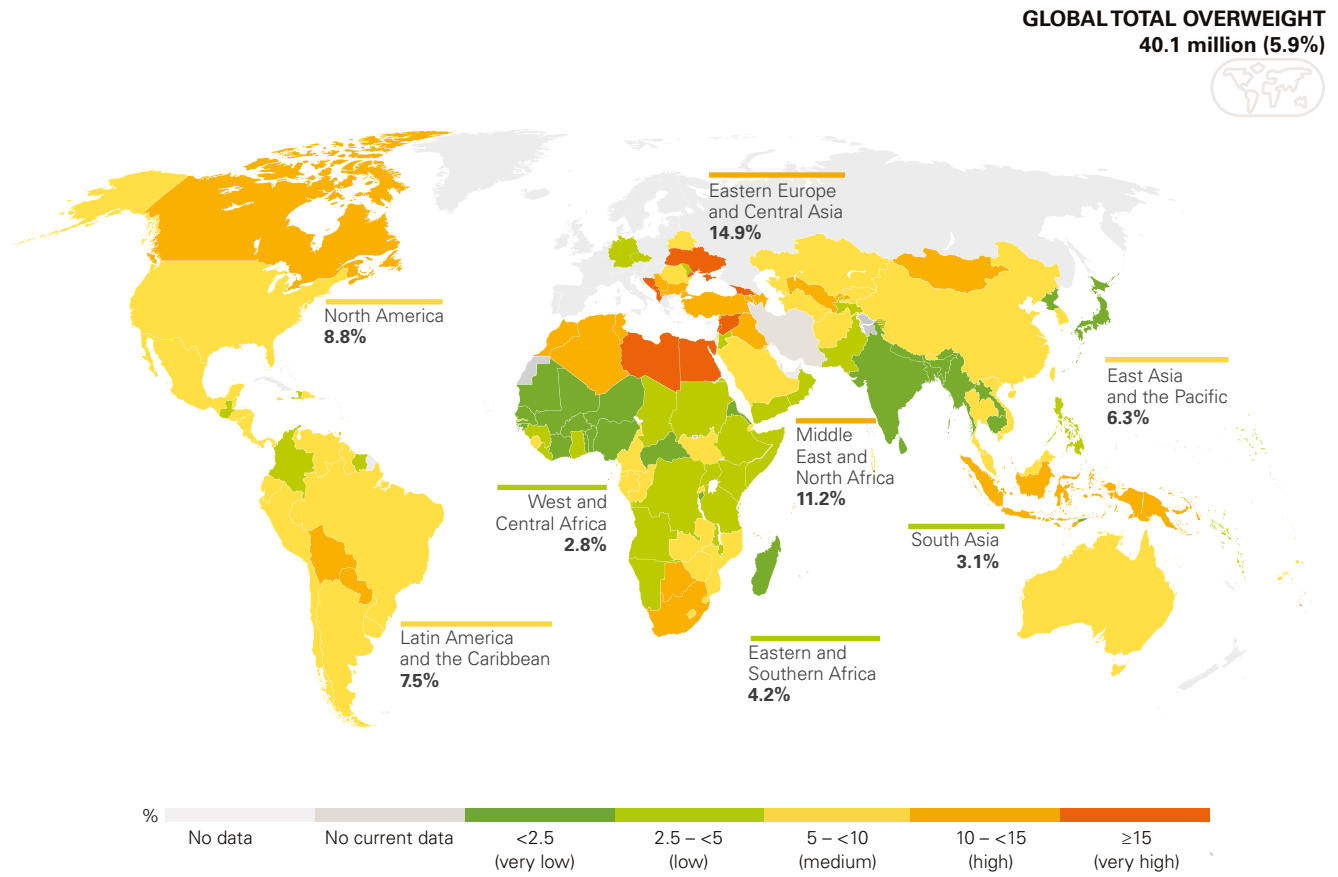 GLOBAL TOTAL OVERWEIGHT
40.1 million (5.9%)
Eastern Europe
and Central Asia
14.9%
North America
8.8%
East Asia
and the Pacific
6.3%
Middle
East and
North Africa
11.2%
West and
Central Africa
2.8%
South Asia
3.1%
Latin America
and the Caribbean
7.5%
Eastern and
Southern Africa
4.2%
%
No data
No current data
<2.5
(very low)
2.5 – <5
(low)
5 – <10
(medium)
10 – <15
(high)
≥15
(very high)